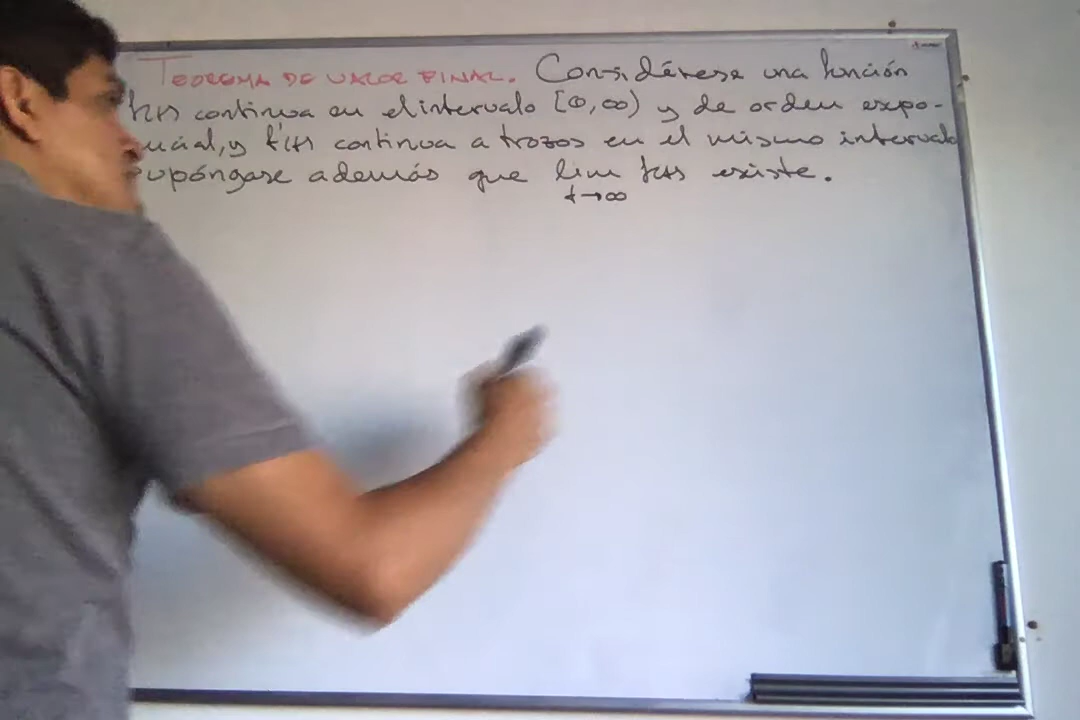 TEOREMA DE VALOR FINAL. Considérese una función
f(t) continua en el intervalo [0,∞) y de orden expo-
nencial, y f'(t) continua a trozos en el mismo intervalo
Supóngase además que lim f(t) existe.
t→∞